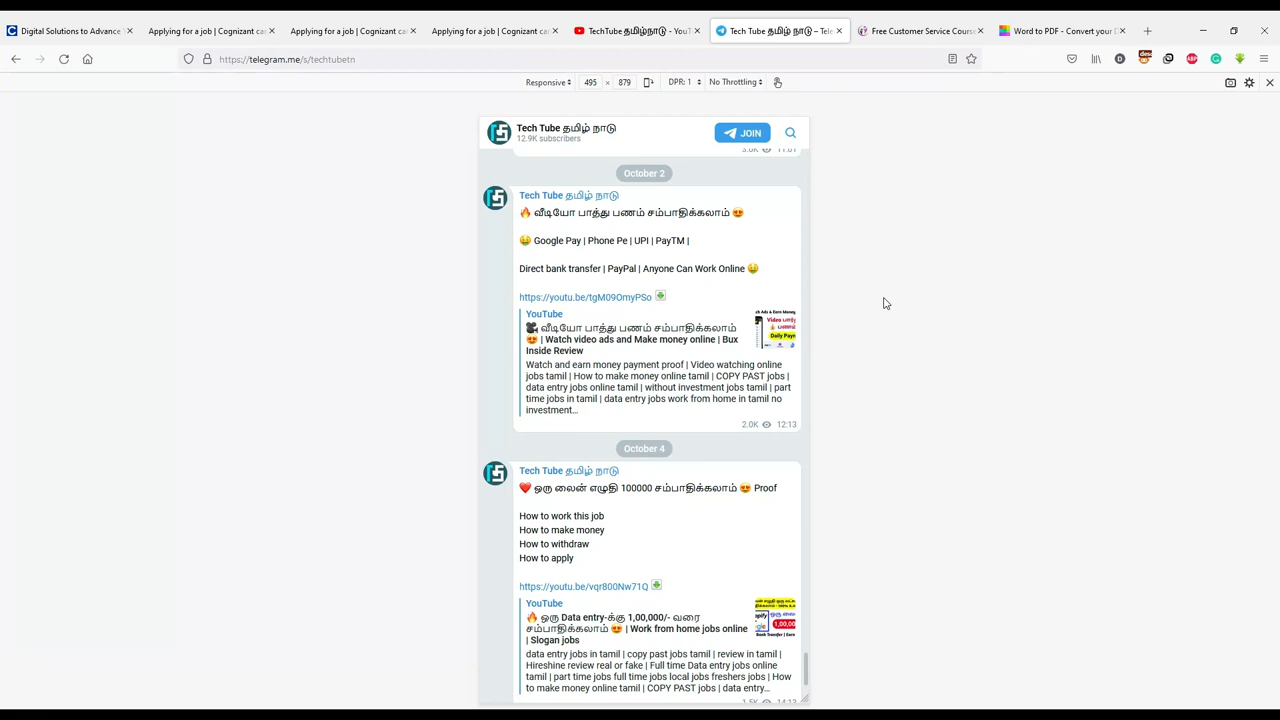 Digital Solutions to Advance
Applying for a job | Cognizant ca
Applying for a job | Cognizant ca
Applying for a job | Cognizant ca
TechTube தமிழ்நாடு - YouT
Tech Tube தமிழ் நாடு – Tele
Free Customer Service Course
Word to PDF - Convert your D
https://telegram.me/s/techtubetn
Responsive
495 × 879
DPR: 1
No Throttling
Tech Tube தமிழ் நாடு
12.9K subscribers
JOIN
3.0K 11:01
October 2
Tech Tube தமிழ் நாடு
🔥 வீடியோ பாத்து பணம் சம்பாதிக்கலாம் 😍
🤑 Google Pay | Phone Pe | UPI | PayTM |
Direct bank transfer | PayPal | Anyone Can Work Online 🤑
https://youtu.be/tgM09OmyPSo
YouTube
🎥 வீடியோ பாத்து பணம் சம்பாதிக்கலாம்
😍 | Watch video ads and Make money online | Bux
Inside Review
Watch and earn money payment proof | Video watching online
jobs tamil | How to make money online tamil | COPY PAST jobs |
data entry jobs online tamil | without investment jobs tamil | part
time jobs in tamil | data entry jobs work from home in tamil no
investment…
2.0K 12:13
October 4
Tech Tube தமிழ் நாடு
❤️ ஒரு லைன் எழுதி 100000 சம்பாதிக்கலாம் 😍 Proof
How to work this job
How to make money
How to withdraw
How to apply
https://youtu.be/vqr800Nw71Q
YouTube
🔥 ஒரு Data entry-க்கு 1,00,000/- வரை
சம்பாதிக்கலாம் 😍 | Work from home jobs online
| Slogan jobs
data entry jobs in tamil | copy past jobs tamil | review in tamil |
Hireshine review real or fake | Full time Data entry jobs online
tamil | part time jobs full time jobs local jobs freshers jobs | How
to make money online tamil | COPY PAST jobs | data entry…
1.5K 14:13